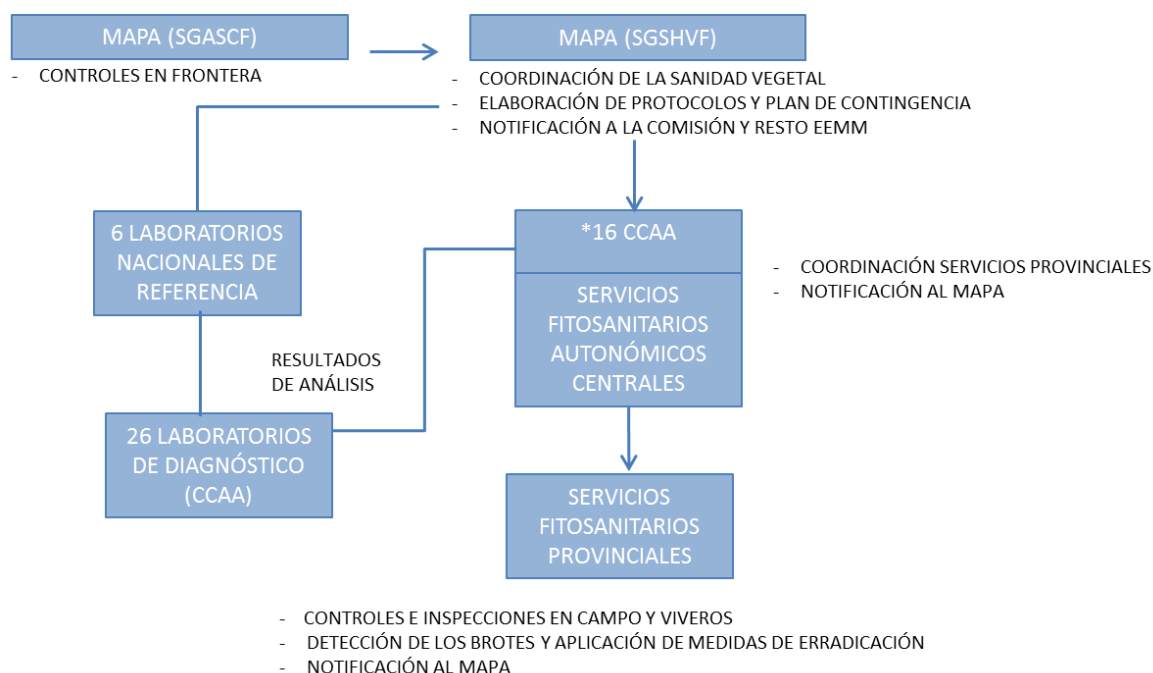 MAPA (SGASCF)
MAPA (SGSHVF)
- CONTROLES EN FRONTERA
- COORDINACIÓN DE LA SANIDAD VEGETAL
- ELABORACIÓN DE PROTOCOLOS Y PLAN DE CONTINGENCIA
- NOTIFICACIÓN A LA COMISIÓN Y RESTO EEMM
6 LABORATORIOS
NACIONALES DE
REFERENCIA
*16 CCAA
SERVICIOS
FITOSANITARIOS
AUTONÓMICOS
CENTRALES
- COORDINACIÓN SERVICIOS PROVINCIALES
- NOTIFICACIÓN AL MAPA
RESULTADOS
DE ANÁLISIS
26 LABORATORIOS
DE DIAGNÓSTICO
(CCAA)
SERVICIOS
FITOSANITARIOS
PROVINCIALES
- CONTROLES E INSPECCIONES EN CAMPO Y VIVEROS
- DETECCIÓN DE LOS BROTES Y APLICACIÓN DE MEDIDAS DE ERRADICACIÓN
- NOTIFICACIÓN AL MAPA